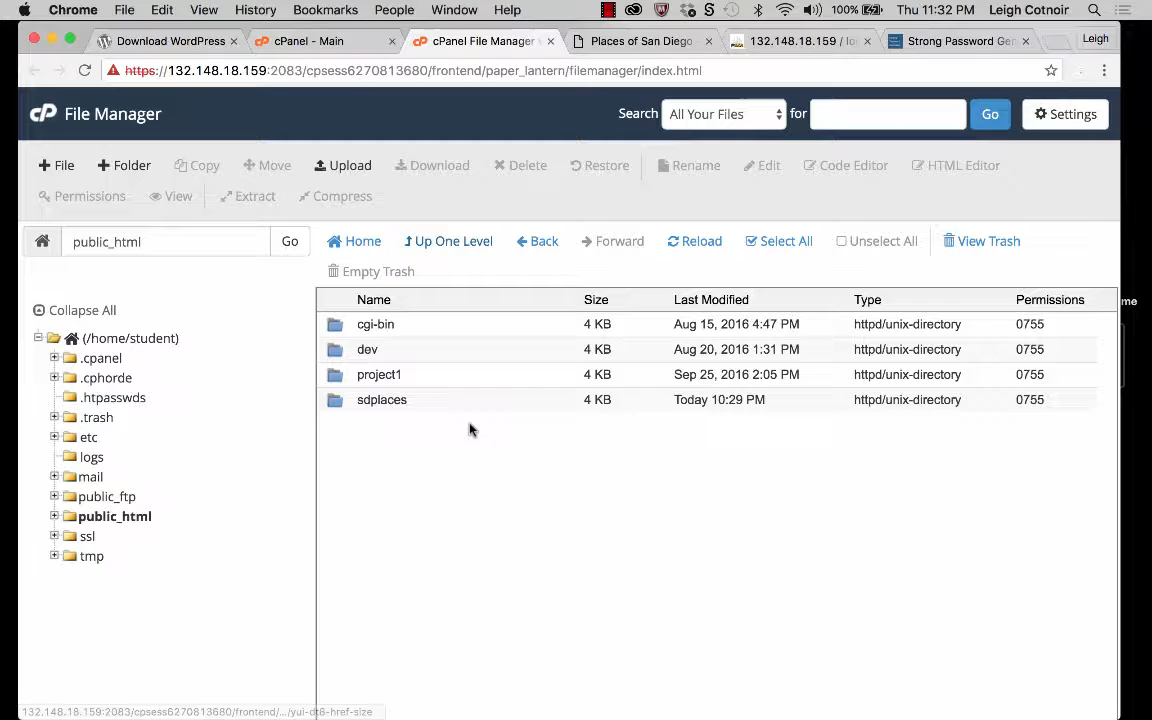 Chrome File Edit View History Bookmarks People Window Help 100% Thu 11:32 PM Leigh Cotnoir
Download WordPress cPanel - Main cPanel File Manager Places of San Diego 132.148.18.159 / lo Strong Password Gen Leigh
https://132.148.18.159:2083/cpsess6270813680/frontend/paper_lantern/filemanager/index.html
cP File Manager Search All Your Files for Go Settings
File Folder Copy Move Upload Download Delete Restore Rename Edit Code Editor HTML Editor
Permissions View Extract Compress
public_html Go Home Up One Level Back Forward Reload Select All Unselect All View Trash
Empty Trash
Collapse All
Name Size Last Modified Type Permissions
me
cgi-bin 4 KB Aug 15, 2016 4:47 PM httpd/unix-directory 0755
dev 4 KB Aug 20, 2016 1:31 PM httpd/unix-directory 0755
project1 4 KB Sep 25, 2016 2:05 PM httpd/unix-directory 0755
sdplaces 4 KB Today 10:29 PM httpd/unix-directory 0755
(/home/student)
.cpanel
.cphorde
.htpasswds
.trash
etc
logs
mail
public_ftp
public_html
ssl
tmp
132.148.18.159:2083/cpsess6270813680/frontend/.../yui-dt6-href-size